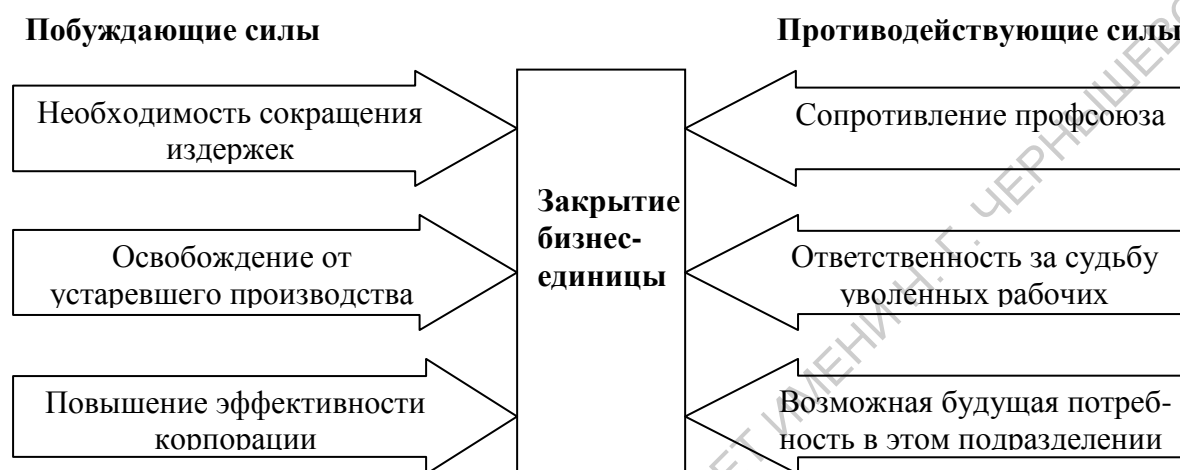 Побуждающие силы
Противодействующие силы
Необходимость сокращения
издержек
Сопротивление профсоюза
Закрытие
бизнес-
единицы
Освобождение от
устаревшего производства
Ответственность за судьбу
уволенных рабочих
Повышение эффективности
корпорации
Возможная будущая потреб-
ность в этом подразделении
ИМЕНИ Н. Г.